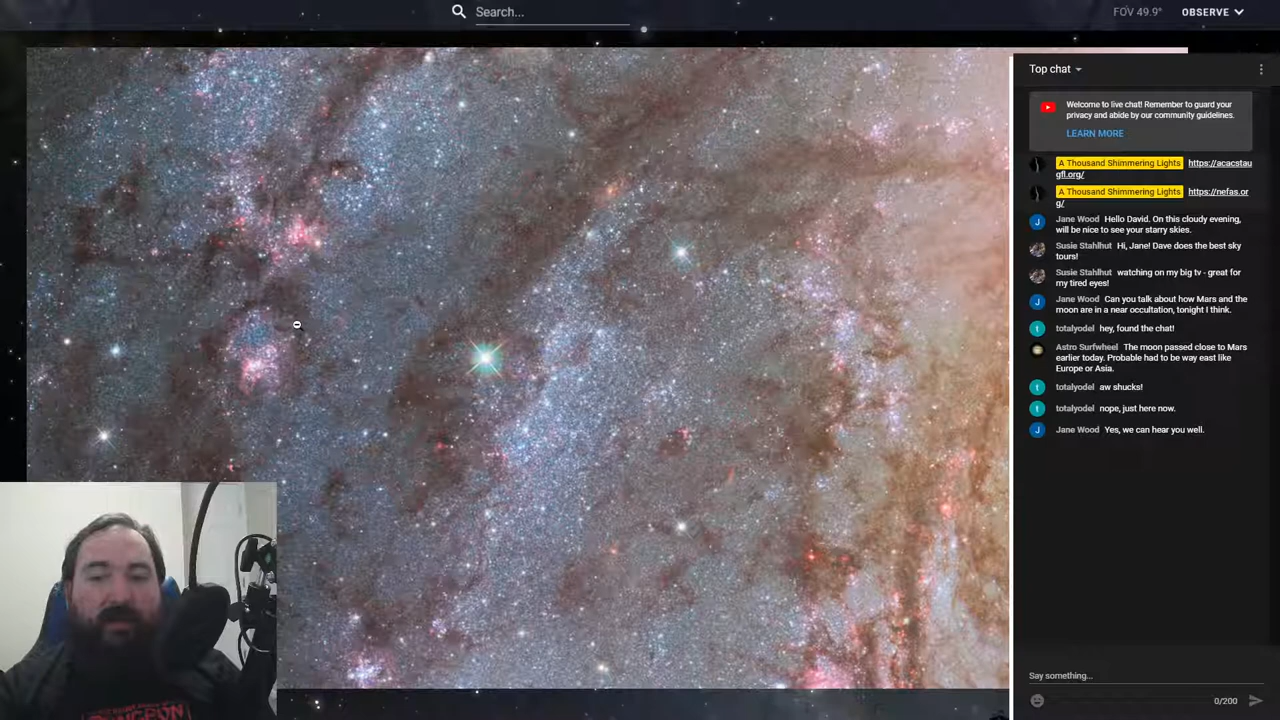 Search...
FOV 49.9°
OBSERVE
Top chat
Welcome to live chat! Remember to guard your
privacy and abide by our community guidelines.
LEARN MORE
A Thousand Shimmering Lights https://acacstau
gfl.org/
A Thousand Shimmering Lights https://nefas.or
g/
J
Jane Wood Hello David. On this cloudy evening,
will be nice to see your starry skies.
Susie Stahlhut Hi, Jane! Dave does the best sky
tours!
Susie Stahlhut watching on my big tv - great for
my tired eyes!
J
Jane Wood Can you talk about how Mars and the
moon are in a near occultation, tonight I think.
t
totalyodel hey, found the chat!
Astro Surfwheel The moon passed close to Mars
earlier today. Probable had to be way east like
Europe or Asia.
t
totalyodel aw shucks!
t
totalyodel nope, just here now.
J
Jane Wood Yes, we can hear you well.
Say something...
0/200